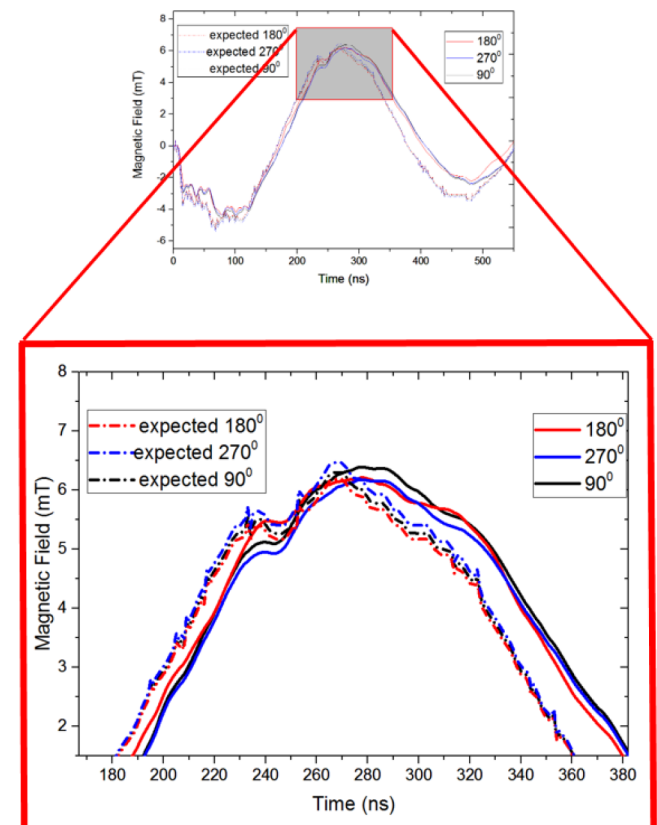 8
6
4
2
0
-2
-4
-6
Magnetic Field (mT)
expected 180⁰
expected 270⁰
expected 90⁰
180⁰
270⁰
90⁰
0 100 200 300 400 500
Time (ns)
8
7
6
5
4
3
2
Magnetic Field (mT)
expected 180⁰
expected 270⁰
expected 90⁰
180⁰
270⁰
90⁰
180 200 220 240 260 280 300 320 340 360 380
Time (ns)